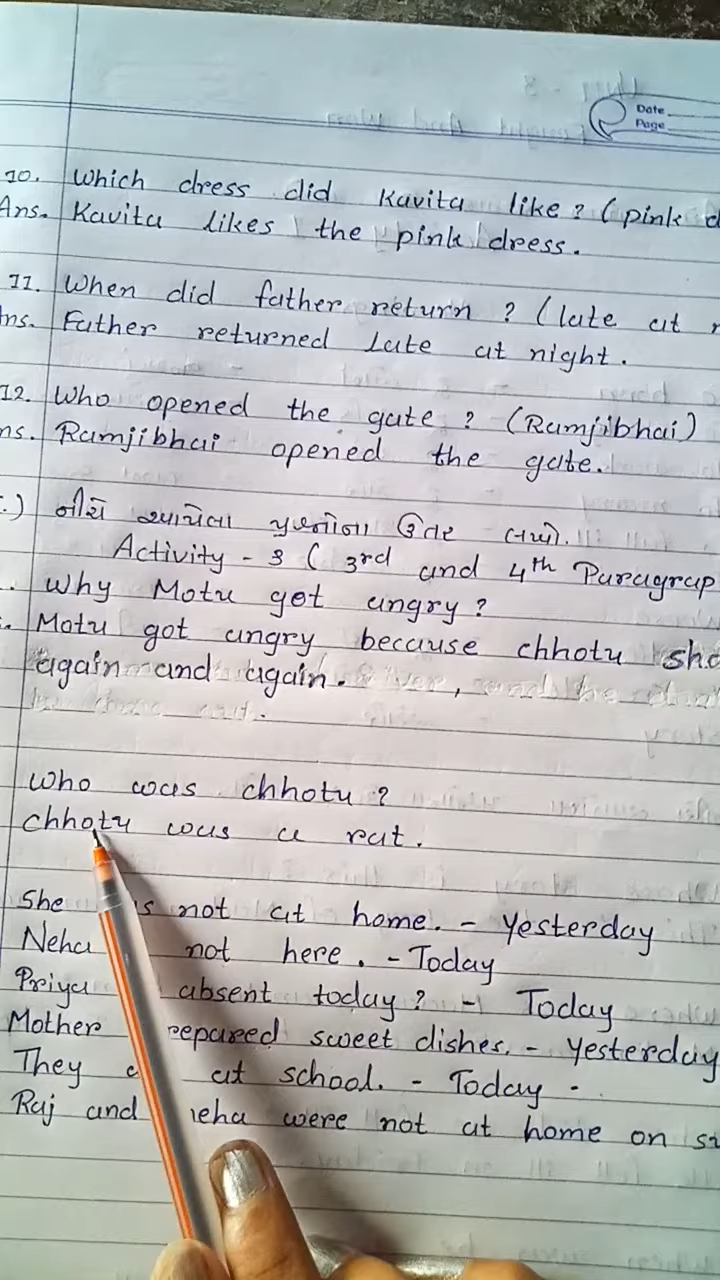 Date
Page
10. Which dress did Kavita like? (pink
Ans. Kavita likes the pink dress.
11. When did father return? (late at
Ans. Father returned late at night.
12. Who opened the gate? (Ramjibhai)
ns. Ramjibhai opened the gate.
નીચે આપેલા પ્રશ્નોના ઉત્તર લખો.
Activity - 3 ( 3rd and 4th Paragrap
Why Motu got angry?
Motu got angry because chhotu
again and again.
Who was chhotu?
chhotu was a rat.
She is not at home. - Yesterday
Neha not here. - Today
Priya absent today? - Today
Mother repared sweet dishes. - Yesterday
They at school. - Today -
Raj and neha were not at home on